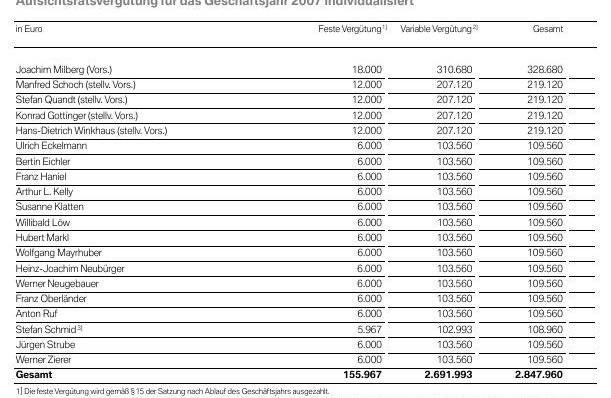 Aufsichtsratsvergütung für das Geschäftsjahr 2007 individualisiert
in Euro Feste Vergütung 1) Variable Vergütung 2) Gesamt
Joachim Milberg (Vors.) 18.000 310.680 328.680
Manfred Schoch (stellv. Vors.) 12.000 207.120 219.120
Stefan Quandt (stellv. Vors.) 12.000 207.120 219.120
Konrad Gottinger (stellv. Vors.) 12.000 207.120 219.120
Hans-Dietrich Winkhaus (stellv. Vors.) 12.000 207.120 219.120
Ulrich Eckelmann 6.000 103.560 109.560
Bertin Eichler 6.000 103.560 109.560
Franz Haniel 6.000 103.560 109.560
Arthur L. Kelly 6.000 103.560 109.560
Susanne Klatten 6.000 103.560 109.560
Willibald Löw 6.000 103.560 109.560
Hubert Markl 6.000 103.560 109.560
Wolfgang Mayrhuber 6.000 103.560 109.560
Heinz-Joachim Neubürger 6.000 103.560 109.560
Werner Neugebauer 6.000 103.560 109.560
Franz Oberländer 6.000 103.560 109.560
Anton Ruf 6.000 103.560 109.560
Stefan Schmid 3) 5.967 102.993 108.960
Jürgen Strube 6.000 103.560 109.560
Werner Zierer 6.000 103.560 109.560
Gesamt 155.967 2.691.993 2.847.960
1] Die feste Vergütung wird gemäß § 15 der Satzung nach Ablauf des Geschäftsjahrs ausgezahlt.